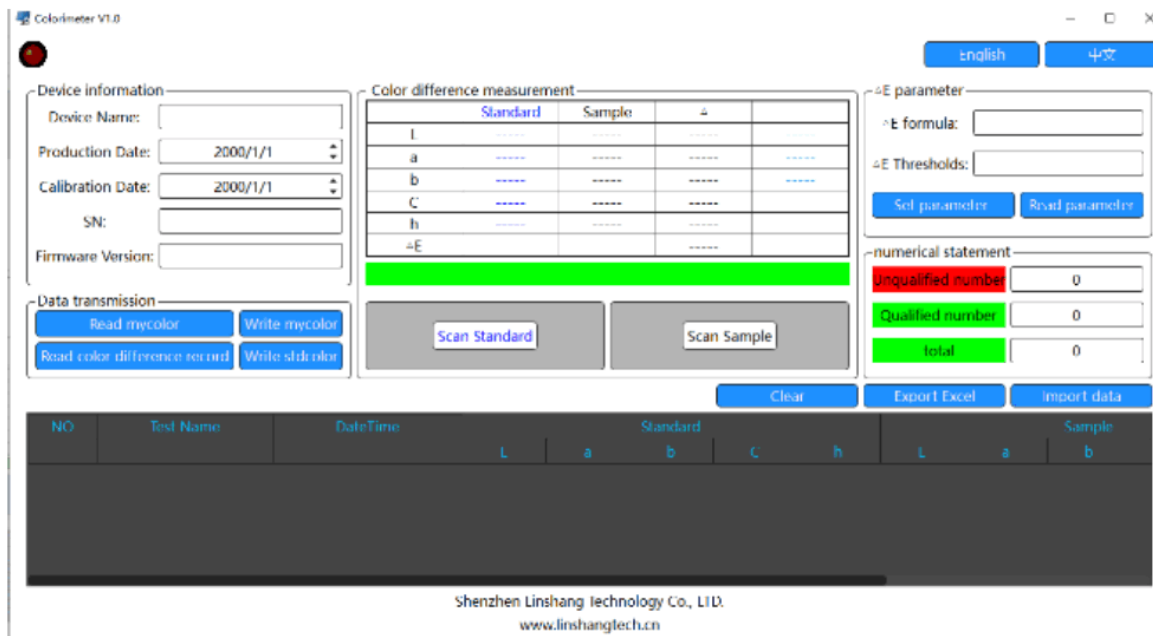 Colorimeter V1.0
English 中文
Device information
Device Name:
Production Date: 2000/1/1
Calibration Date: 2000/1/1
SN:
Firmware Version:
Data transmission
Read mycolor Write mycolor
Read color difference record Write stdcolor
Color difference measurement
Standard Sample △
L ----- ----- ----- -----
a ----- ----- ----- -----
b ----- ----- ----- -----
C ----- ----- -----
h ----- ----- -----
△E -----
Scan Standard Scan Sample
△E parameter
△E formula:
△E Thresholds:
Set parameter Read parameter
numerical statement
Unqualified number 0
Qualified number 0
total 0
Clear Export Excel Import data
NO Test Name DateTime Standard Sample
L a b C h L a b
Shenzhen Linshang Technology Co., LTD.
www.linshangtech.cn